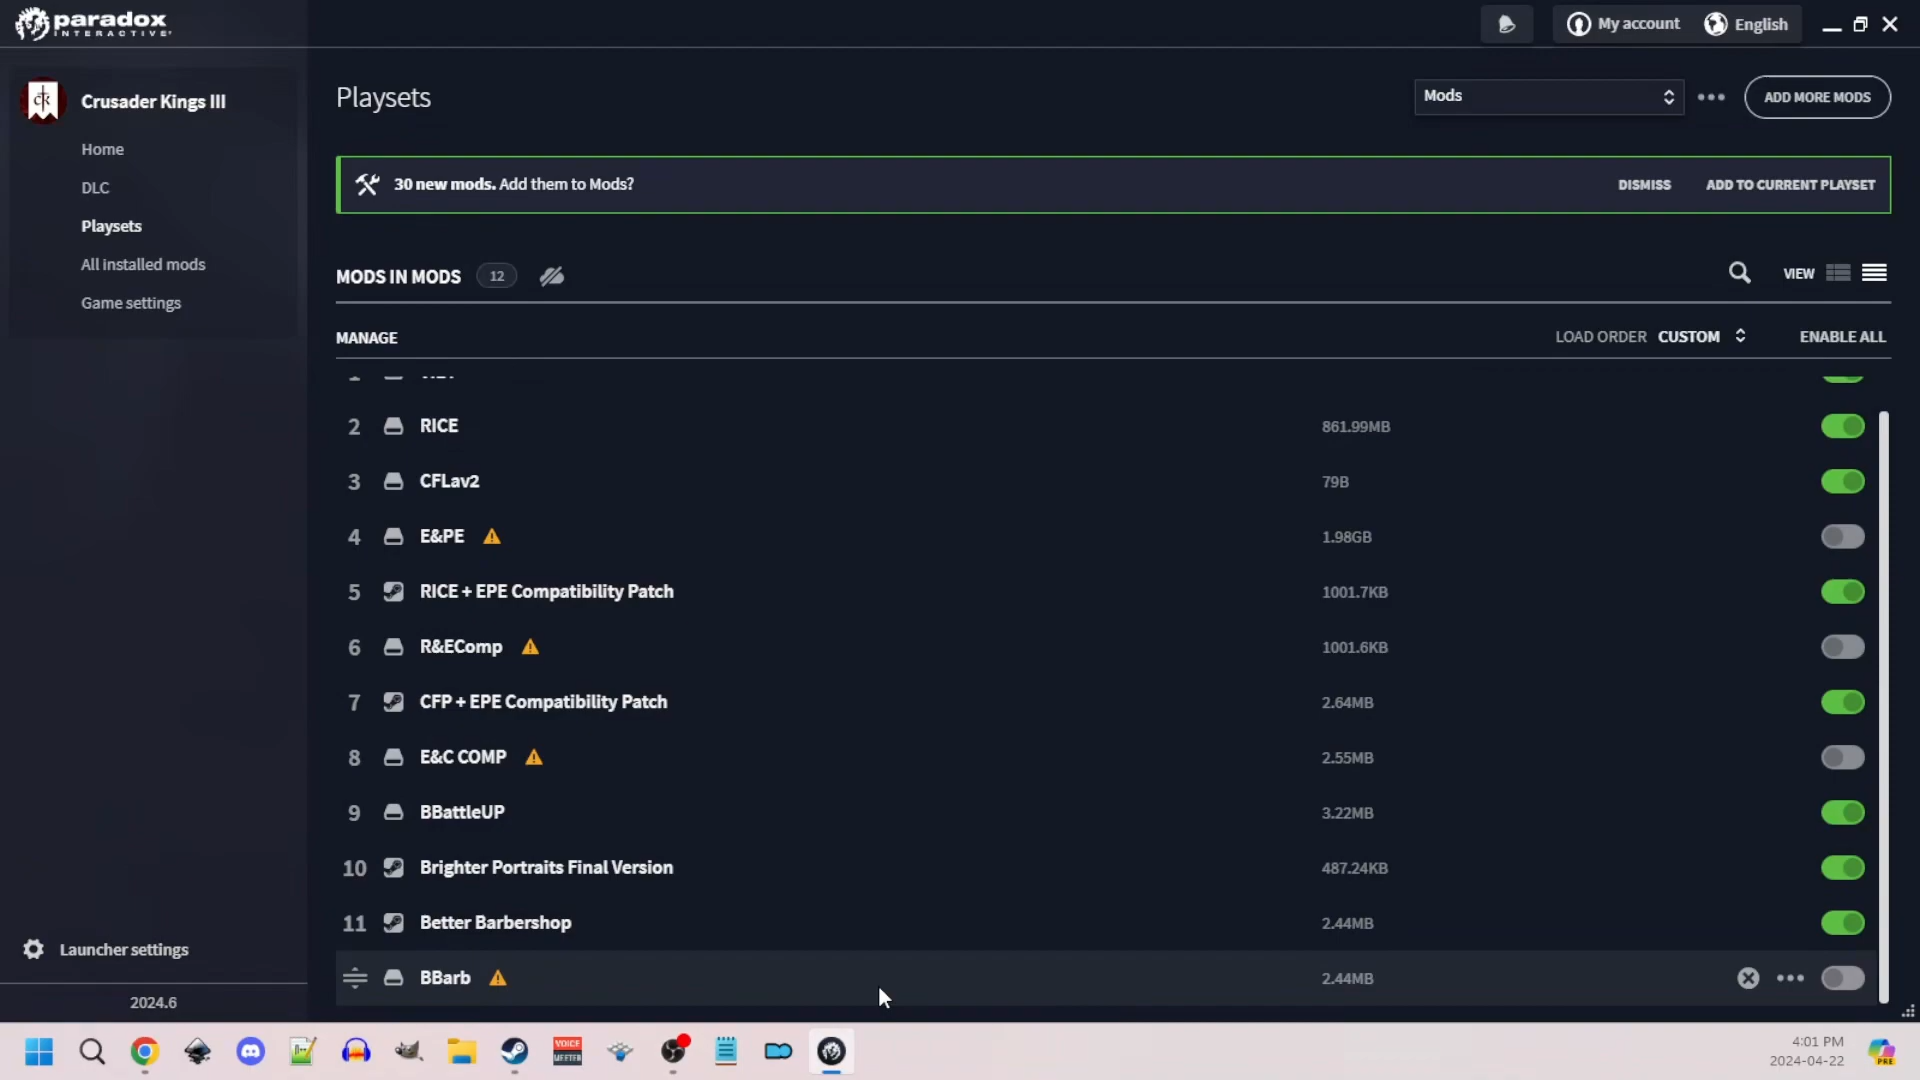 paradox
INTERACTIVE
My account
English
Crusader Kings III
Home
DLC
Playsets
All installed mods
Game settings
Launcher settings
2024.6
Playsets
Mods
ADD MORE MODS
30 new mods. Add them to Mods?
DISMISS
ADD TO CURRENT PLAYSET
MODS IN MODS 12
VIEW
MANAGE
LOAD ORDER CUSTOM
ENABLE ALL
2 RICE 861.99MB
3 CFLav2 79B
4 E&PE 1.98GB
5 RICE + EPE Compatibility Patch 1001.7KB
6 R&EComp 1001.6KB
7 CFP + EPE Compatibility Patch 2.64MB
8 E&C COMP 2.55MB
9 BBattleUP 3.22MB
10 Brighter Portraits Final Version 487.24KB
11 Better Barbershop 2.44MB
BBarb 2.44MB
VOICE
MEETER
4:01 PM
2024-04-22
PRE